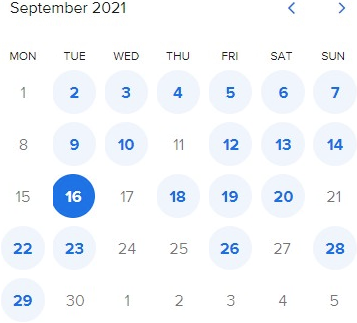 September 2021
MON TUE WED THU FRI SAT SUN
1 2 3 4 5 6 7
8 9 10 11 12 13 14
15 16 17 18 19 20 21
22 23 24 25 26 27 28
29 30 1 2 3 4 5